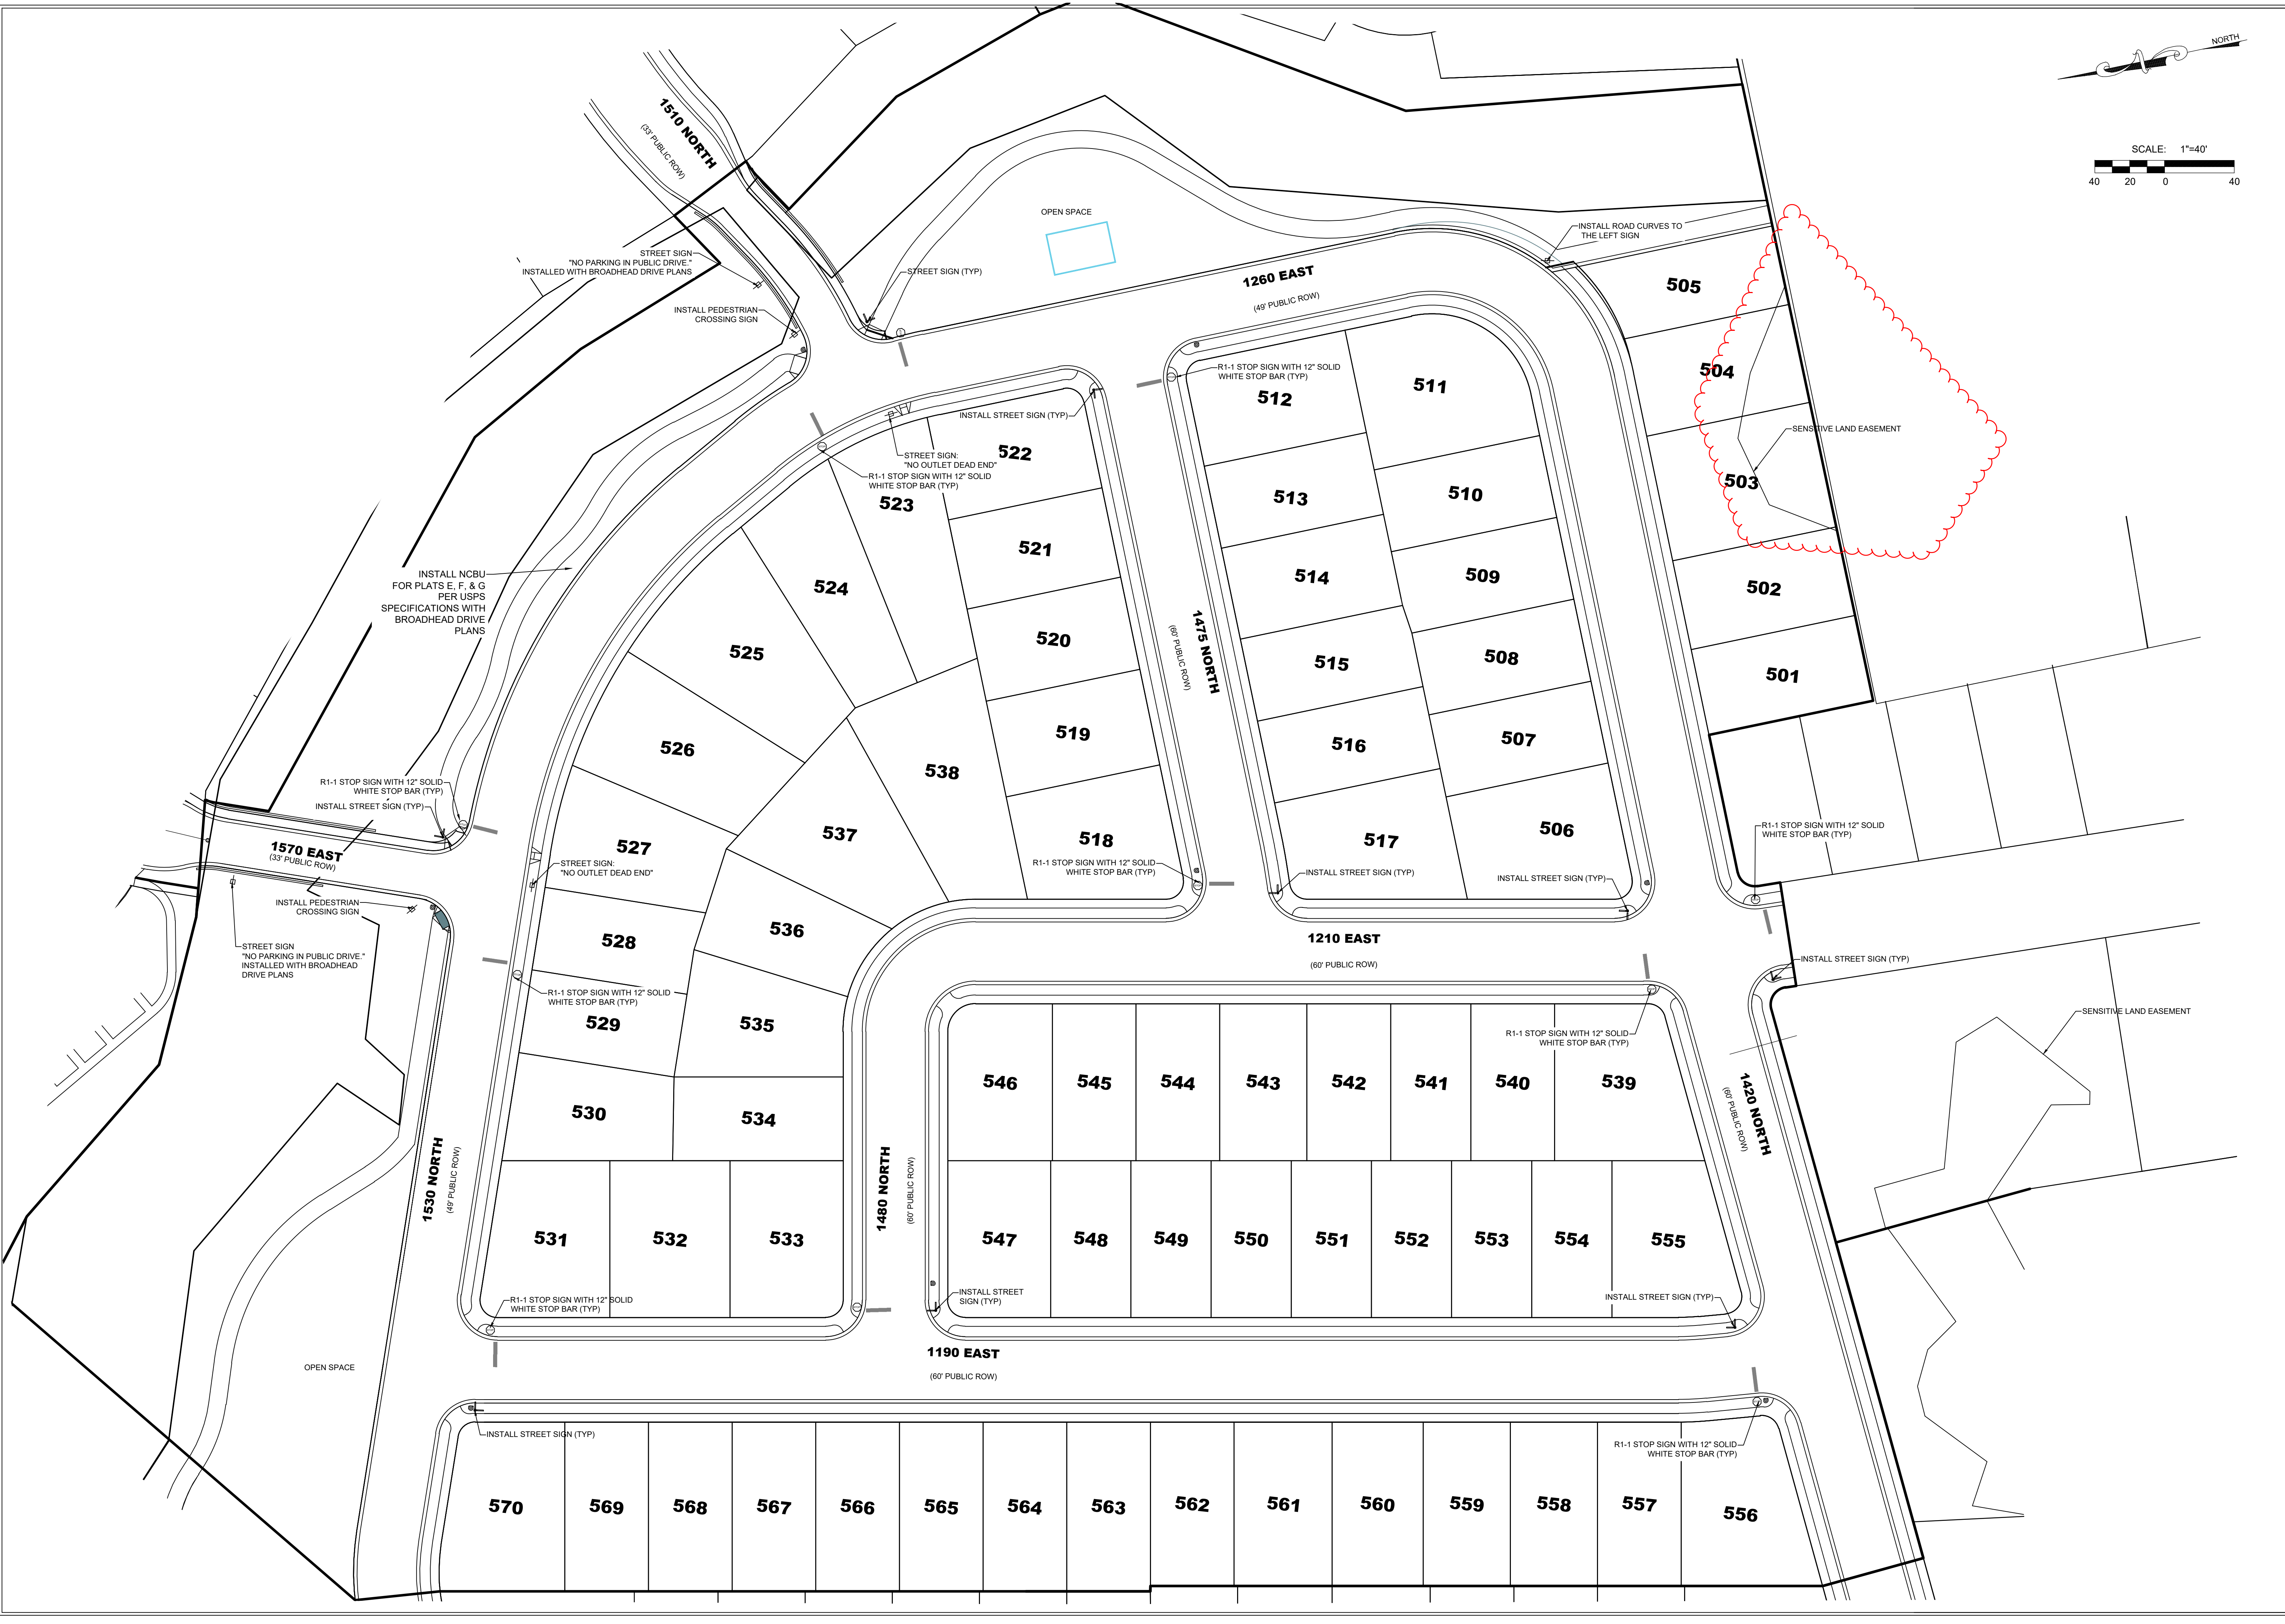 NORTH
SCALE: 1"=40'
40 20 0 40
1510 NORTH
(33' PUBLIC ROW)
OPEN SPACE
INSTALL ROAD CURVES TO
THE LEFT SIGN
STREET SIGN
"NO PARKING IN PUBLIC DRIVE."
INSTALLED WITH BROADHEAD DRIVE PLANS
STREET SIGN (TYP)
1260 EAST
(49' PUBLIC ROW)
505
INSTALL PEDESTRIAN
CROSSING SIGN
R1-1 STOP SIGN WITH 12" SOLID
WHITE STOP BAR (TYP)
504
511
512
INSTALL STREET SIGN (TYP)
SENSITIVE LAND EASEMENT
STREET SIGN:
"NO OUTLET DEAD END"
522
R1-1 STOP SIGN WITH 12" SOLID
WHITE STOP BAR (TYP)
503
523
513
510
521
INSTALL NCBU
FOR PLATS E, F, & G
PER USPS
SPECIFICATIONS WITH
BROADHEAD DRIVE
PLANS
524
514
509
502
520
525
1475 NORTH
(60' PUBLIC ROW)
515
508
501
519
526
516
507
538
R1-1 STOP SIGN WITH 12" SOLID
WHITE STOP BAR (TYP)
INSTALL STREET SIGN (TYP)
537
518
517
506
R1-1 STOP SIGN WITH 12" SOLID
WHITE STOP BAR (TYP)
1570 EAST
(33' PUBLIC ROW)
527
STREET SIGN:
"NO OUTLET DEAD END"
R1-1 STOP SIGN WITH 12" SOLID
WHITE STOP BAR (TYP)
INSTALL STREET SIGN (TYP)
INSTALL STREET SIGN (TYP)
INSTALL PEDESTRIAN
CROSSING SIGN
STREET SIGN
"NO PARKING IN PUBLIC DRIVE."
INSTALLED WITH BROADHEAD
DRIVE PLANS
528
536
1210 EAST
(60' PUBLIC ROW)
INSTALL STREET SIGN (TYP)
R1-1 STOP SIGN WITH 12" SOLID
WHITE STOP BAR (TYP)
529
535
R1-1 STOP SIGN WITH 12" SOLID
WHITE STOP BAR (TYP)
SENSITIVE LAND EASEMENT
546 545 544 543 542 541 540 539
530
534
1420 NORTH
(60' PUBLIC ROW)
1530 NORTH
(49' PUBLIC ROW)
1480 NORTH
(60' PUBLIC ROW)
531 532 533
547 548 549 550 551 552 553 554 555
R1-1 STOP SIGN WITH 12" SOLID
WHITE STOP BAR (TYP)
INSTALL STREET
SIGN (TYP)
INSTALL STREET SIGN (TYP)
1190 EAST
(60' PUBLIC ROW)
OPEN SPACE
INSTALL STREET SIGN (TYP)
R1-1 STOP SIGN WITH 12" SOLID
WHITE STOP BAR (TYP)
570 569 568 567 566 565 564 563 562 561 560 559 558 557 556